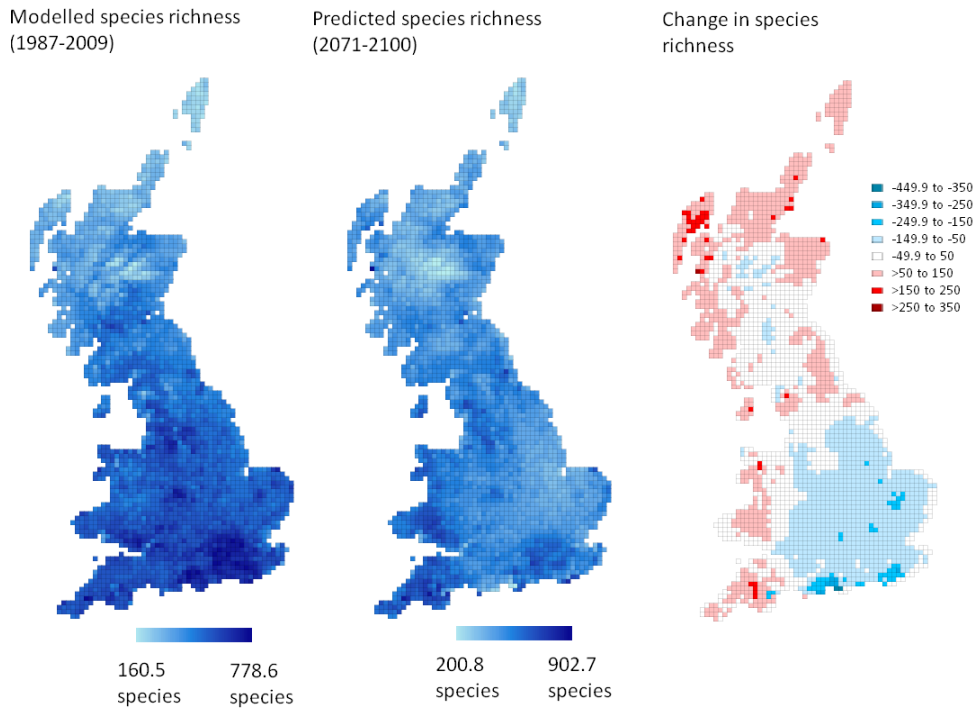 Modelled species richness
(1987-2009)
Predicted species richness
(2071-2100)
Change in species
richness
-449.9 to -350
-349.9 to -250
-249.9 to -150
-149.9 to -50
-49.9 to 50
>50 to 150
>150 to 250
>250 to 350
160.5
species
778.6
species
200.8
species
902.7
species